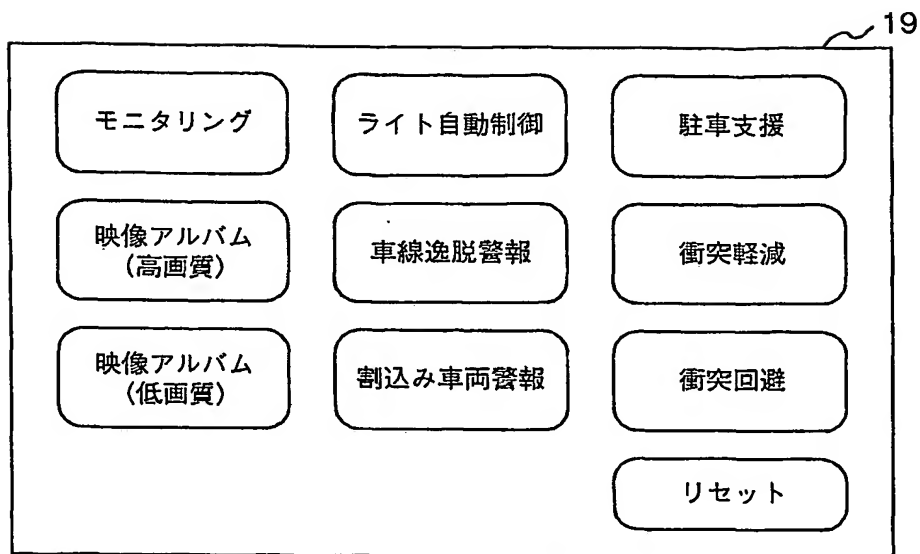 19
モニタリング
ライト自動制御
駐車支援
映像アルバム
(高画質)
車線逸脱警報
衝突軽減
映像アルバム
(低画質)
割込み車両警報
衝突回避
リセット